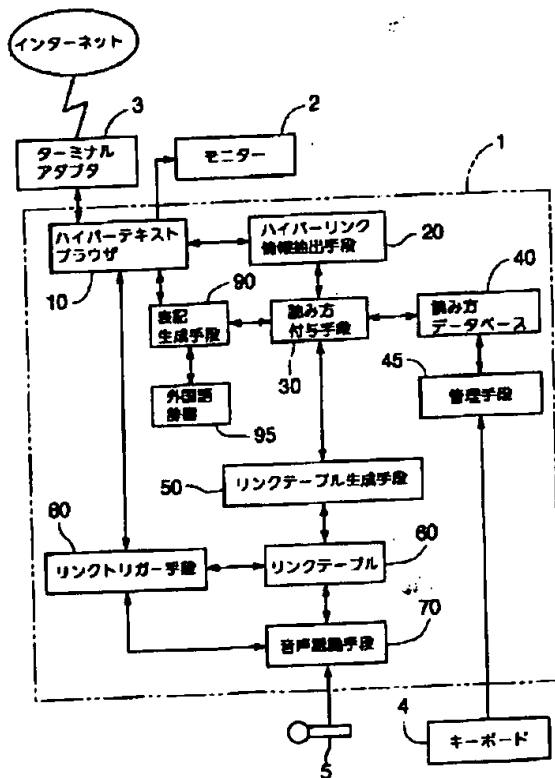 インターネット
3
ターミナル
アダプタ
2
モニター
1
ハイパーテキスト
ブラウザ
10
ハイパーリンク
情報抽出手段
20
90
表記
生成手段
読み方
付与手段
30
40
読み方
データベース
45
管理手段
外国語
辞書
95
50
リンクテーブル生成手段
80
リンクトリガー手段
リンクテーブル
60
音声認識手段
70
5
4
キーボード